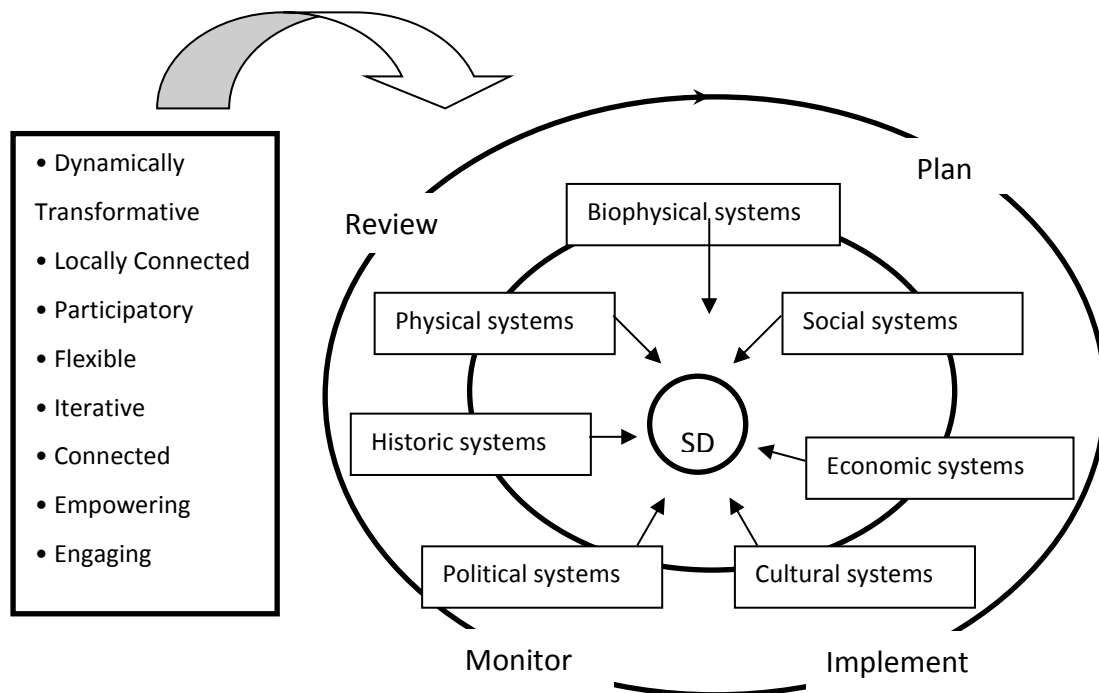 • Dynamically
Transformative
• Locally Connected
• Participatory
• Flexible
• Iterative
• Connected
• Empowering
• Engaging
Plan
Review
Biophysical systems
Physical systems
Social systems
Historic systems
SD
Economic systems
Political systems
Cultural systems
Monitor
Implement